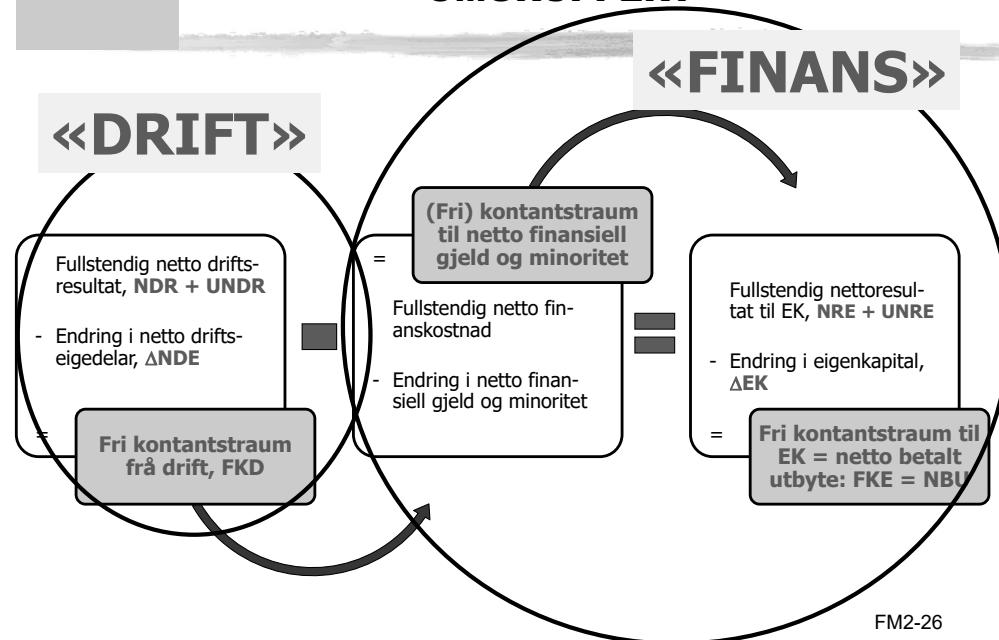 «FINANS»
«DRIFT»
Fullstendig netto drifts-
resultat, NDR + UNDR
- Endring i netto drifts-
eigedelar, ΔNDE
=
Fri kontantstraum
frå drift, FKD
(Fri) kontantstraum
til netto finansiell
gjeld og minoritet
=
Fullstendig netto fin-
anskostnad
- Endring i netto finan-
siell gjeld og minoritet
Fullstendig nettoresul-
tat til EK, NRE + UNRE
- Endring i eigenkapital,
ΔEK
=
Fri kontantstraum til
EK = netto betalt
utbyte: FKE = NBU
FM2-26